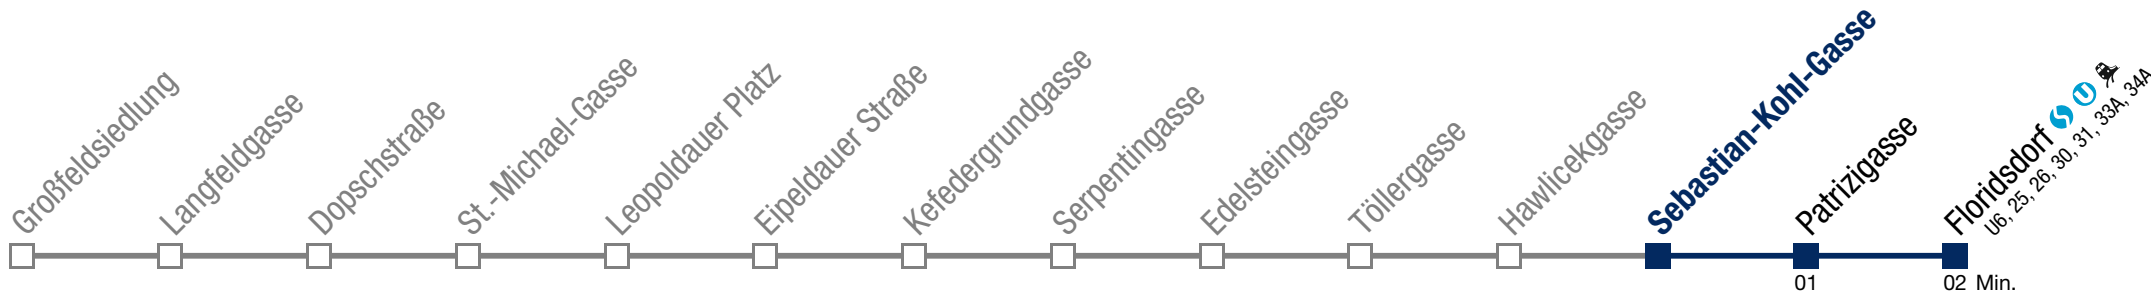 Großfeldsiedlung
Langfeldgasse
Dopschstraße
St.-Michael-Gasse
Leopoldauer Platz
Eipeldauer Straße
Kefedergrundgasse
Serpentingasse
Edelsteingasse
Töllergasse
Hawlicekgasse
Sebastian-Kohl-Gasse
Patrizigasse
Floridsdorf S U
U6, 25, 26, 30, 31, 33A, 34A
01
02 Min.